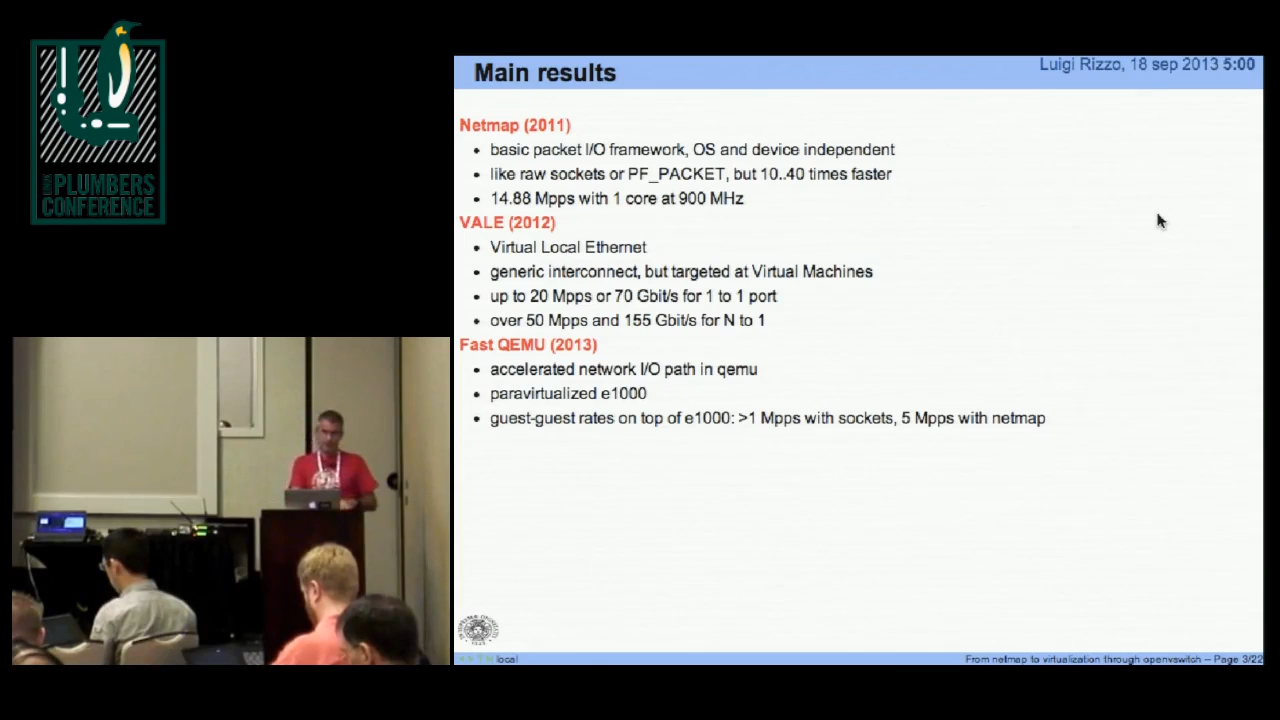 LINUX
PLUMBERS
CONFERENCE
Main results
Luigi Rizzo, 18 sep 2013 5:00
Netmap (2011)
• basic packet I/O framework, OS and device independent
• like raw sockets or PF_PACKET, but 10..40 times faster
• 14.88 Mpps with 1 core at 900 MHz
VALE (2012)
• Virtual Local Ethernet
• generic interconnect, but targeted at Virtual Machines
• up to 20 Mpps or 70 Gbit/s for 1 to 1 port
• over 50 Mpps and 155 Gbit/s for N to 1
Fast QEMU (2013)
• accelerated network I/O path in qemu
• paravirtualized e1000
• guest-guest rates on top of e1000: >1 Mpps with sockets, 5 Mpps with netmap
local
From netmap to virtualization through openvswitch – Page 3/22